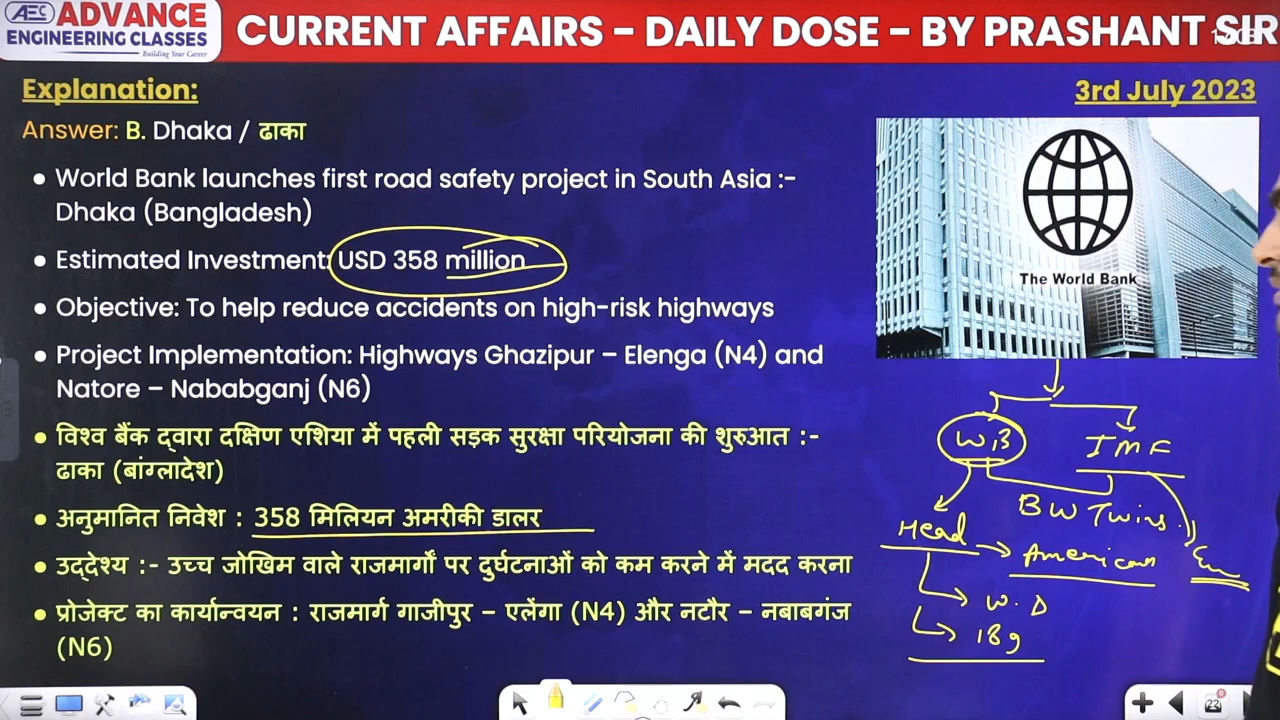 AEC ADVANCE
ENGINEERING CLASSES
Building Your Career
CURRENT AFFAIRS – DAILY DOSE – BY PRASHANT SIR
Explanation:
3rd July 2023
Answer: B. Dhaka / ढाका
World Bank launches first road safety project in South Asia :-
Dhaka (Bangladesh)
Estimated Investment: USD 358 million
Objective: To help reduce accidents on high-risk highways
Project Implementation: Highways Ghazipur – Elenga (N4) and
Natore – Nababganj (N6)
विश्व बैंक द्वारा दक्षिण एशिया में पहली सड़क सुरक्षा परियोजना की शुरुआत :-
ढाका (बांग्लादेश)
अनुमानित निवेश : 358 मिलियन अमरीकी डालर
उद्देश्य :- उच्च जोखिम वाले राजमार्गों पर दुर्घटनाओं को कम करने में मदद करना
प्रोजेक्ट का कार्यान्वयन : राजमार्ग गाजीपुर – एलेंगा (N4) और नटौर – नबाबगंज
(N6)
The World Bank
W.B IMF
BW Twins
Head
American
W.D
189
22